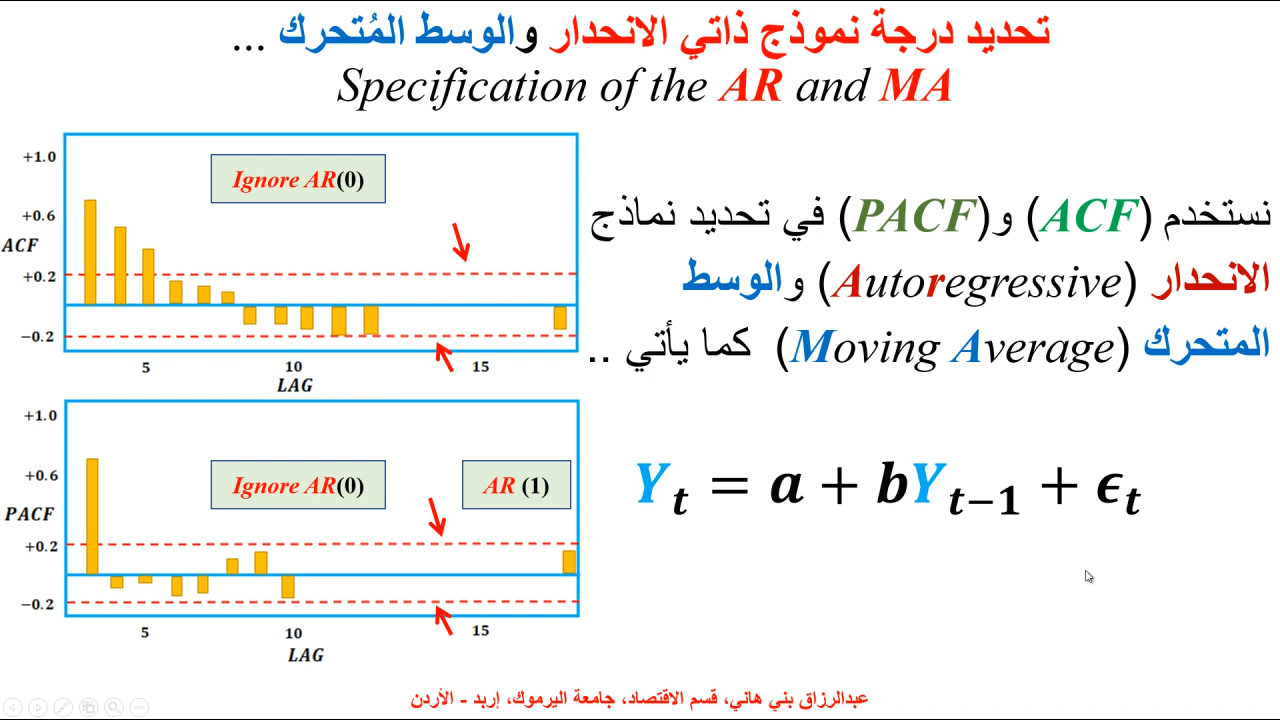 تحديد درجة نموذج ذاتي الانحدار والوسط المُتحرك ...
Specification of the AR and MA
+1.0
Ignore AR(0)
+0.6
ACF
+0.2
−0.2
5 10 15
LAG
نستخدم (ACF) و(PACF) في تحديد نماذج
الانحدار (Autoregressive) والوسط
المتحرك (Moving Average) كما يأتي ..
+1.0
+0.6
Ignore AR(0) AR (1)
PACF
+0.2
−0.2
5 10 15
LAG
Y_t = a + bY_{t−1} + ϵ_t
عبدالرزاق بني هاني، قسم الاقتصاد، جامعة اليرموك، إربد - الأردن